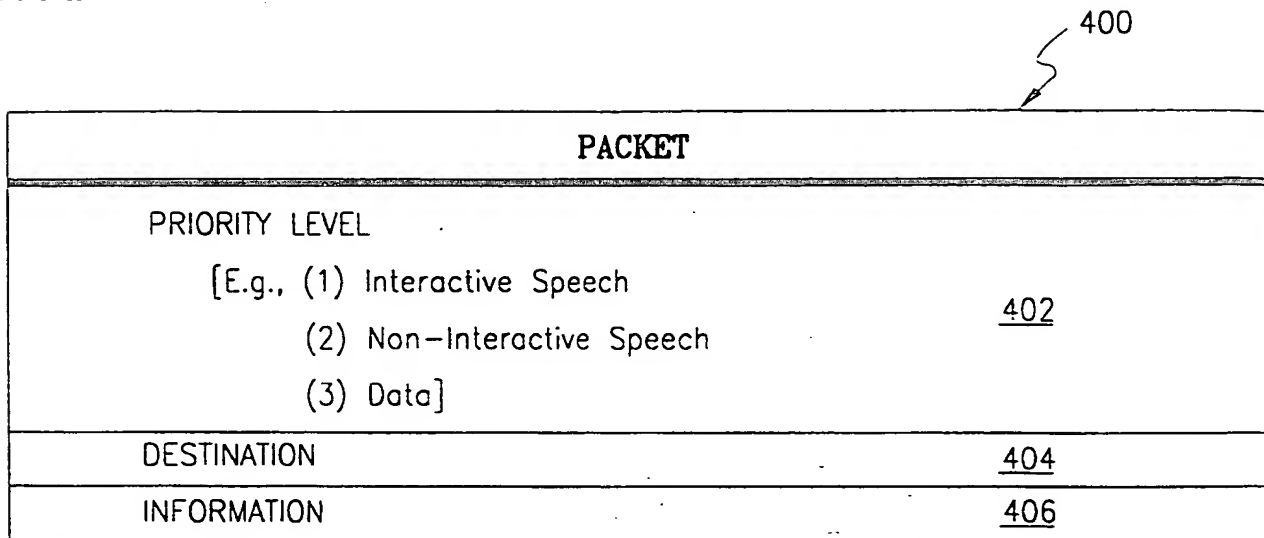 400
PACKET
PRIORITY LEVEL
[E.g., (1) Interactive Speech
(2) Non-Interactive Speech
402
(3) Data]
DESTINATION 404
INFORMATION 406